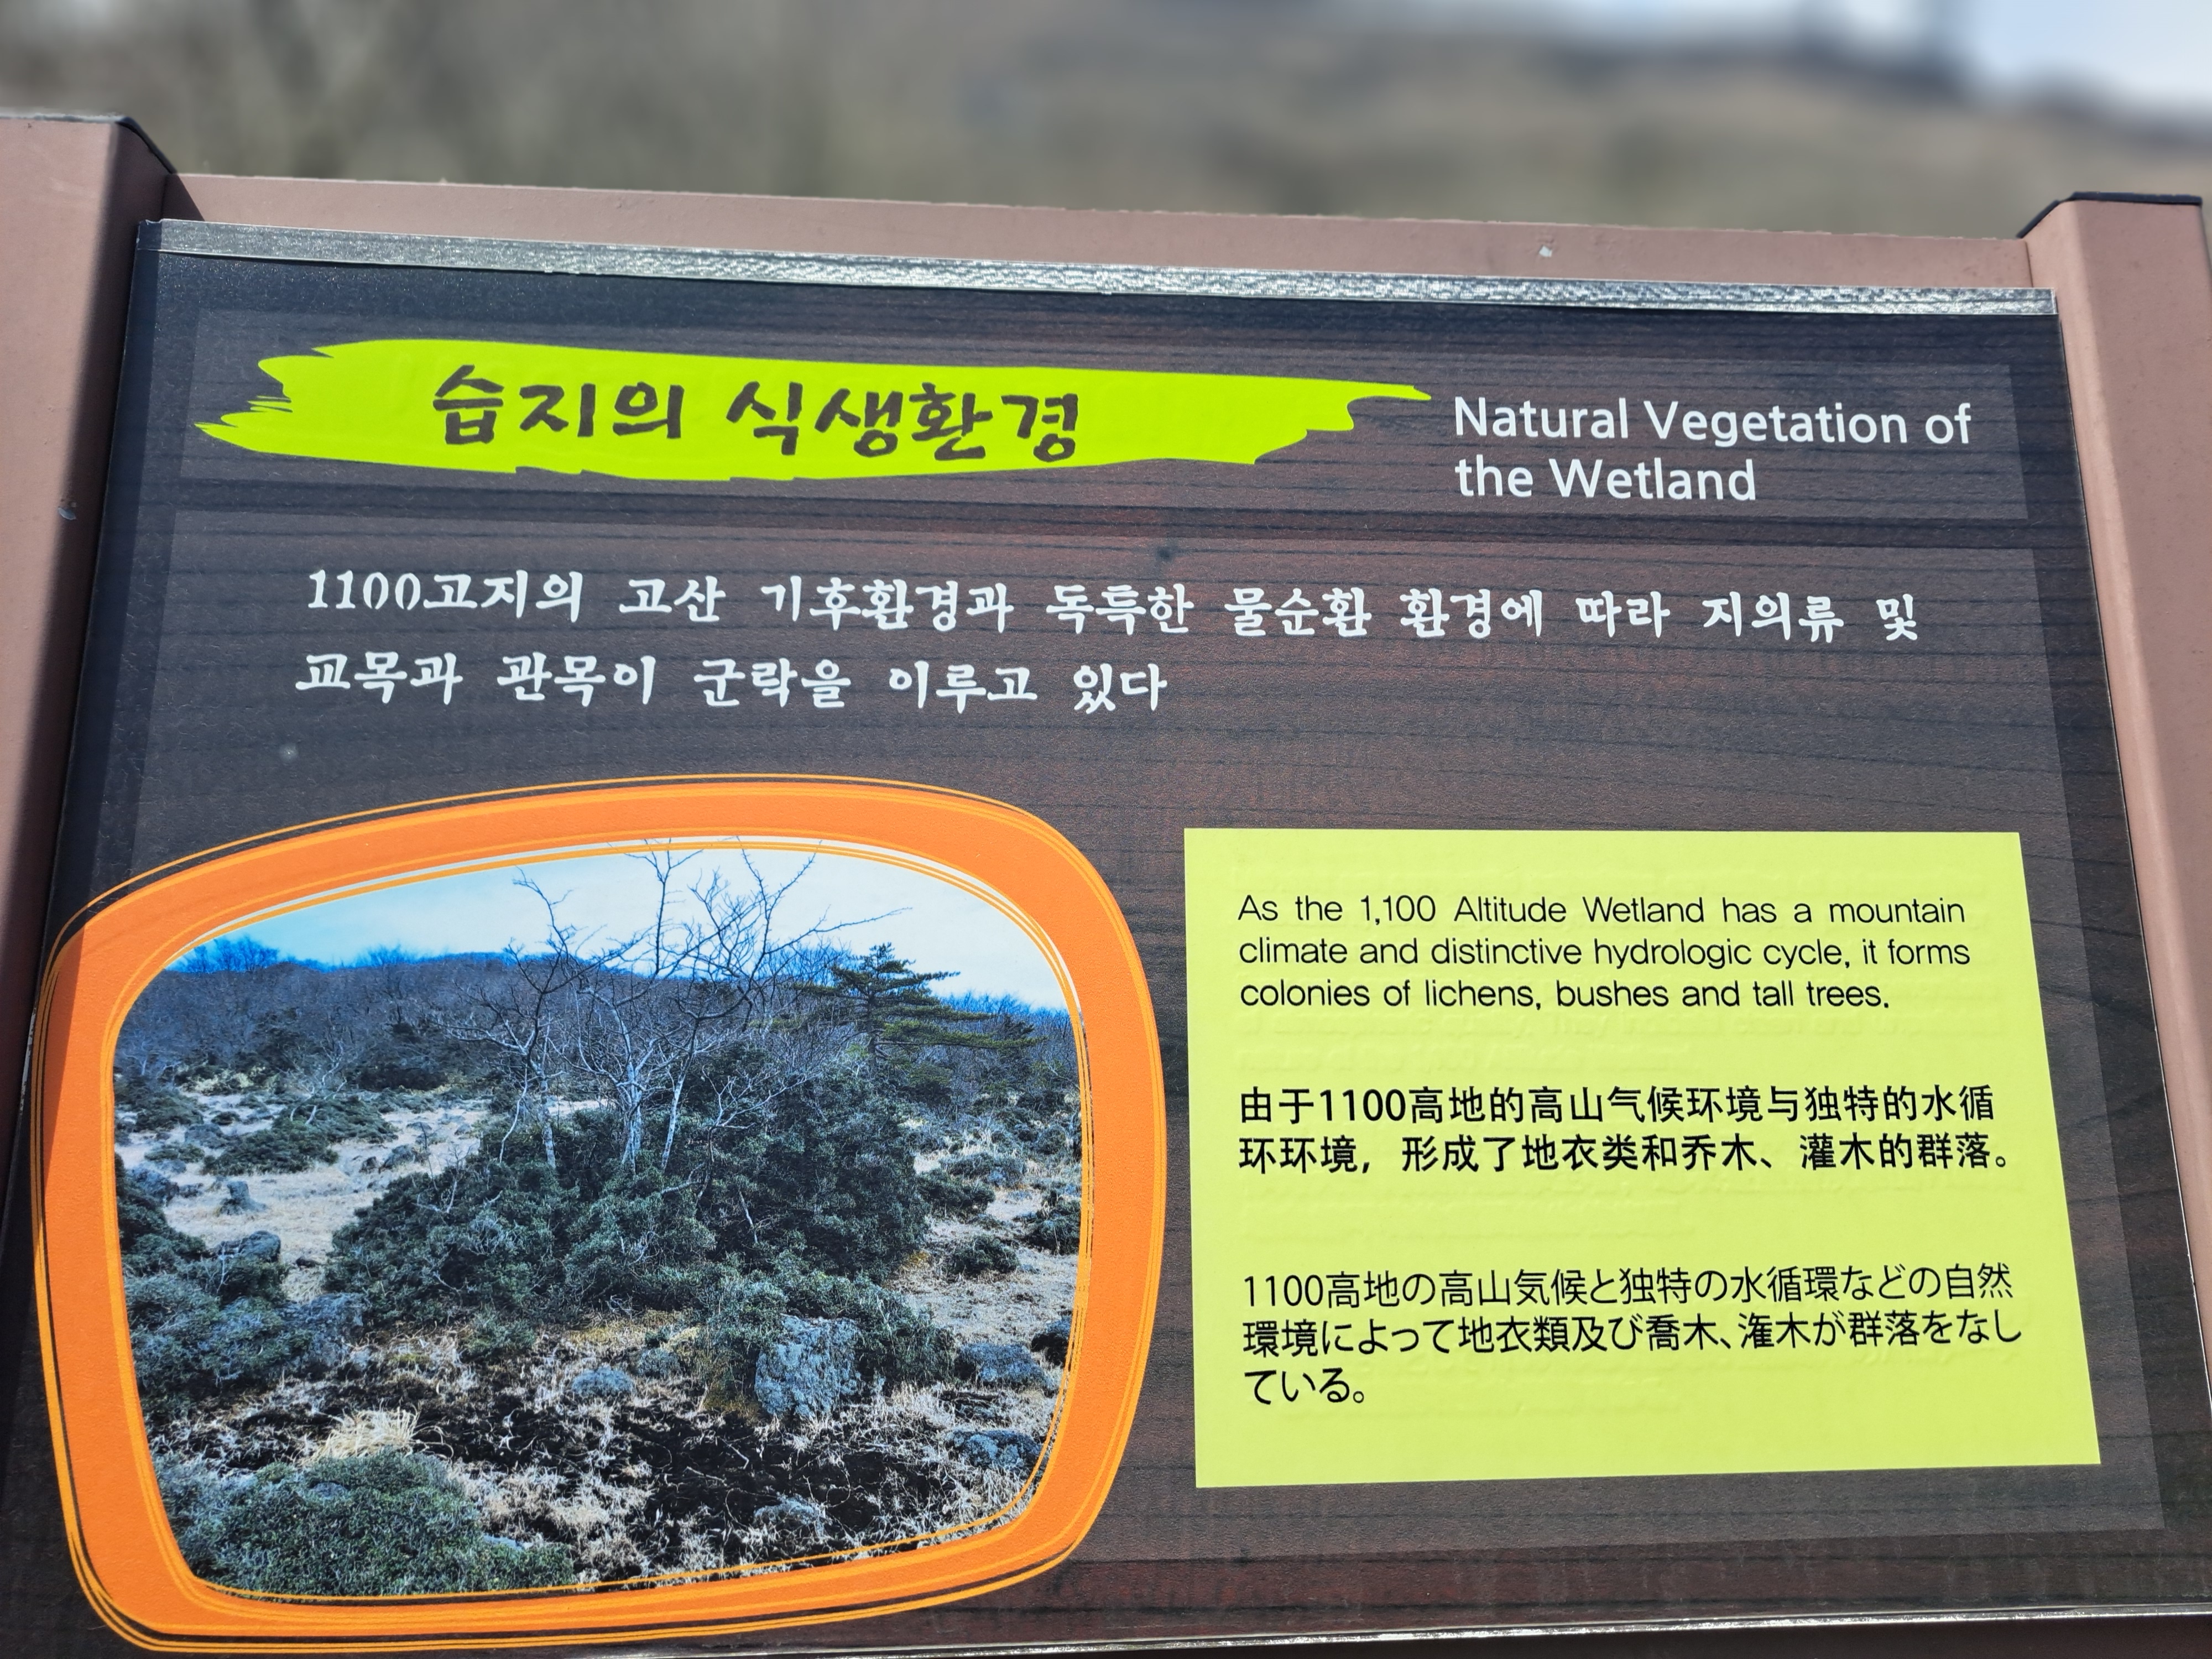 습지의 식생환경
Natural Vegetation of
the Wetland
1100고지의 고산 기후환경과 독특한 물순환 환경에 따라 지의류 및
교목과 관목이 군락을 이루고 있다
As the 1,100 Altitude Wetland has a mountain
climate and distinctive hydrologic cycle, it forms
colonies of lichens, bushes and tall trees.
由于1100高地的高山气候环境与独特的水循
环环境，形成了地衣类和乔木、灌木的群落。
1100高地の高山気候と独特の水循環などの自然
環境によって地衣類及び喬木、潅木が群落をなし
ている。